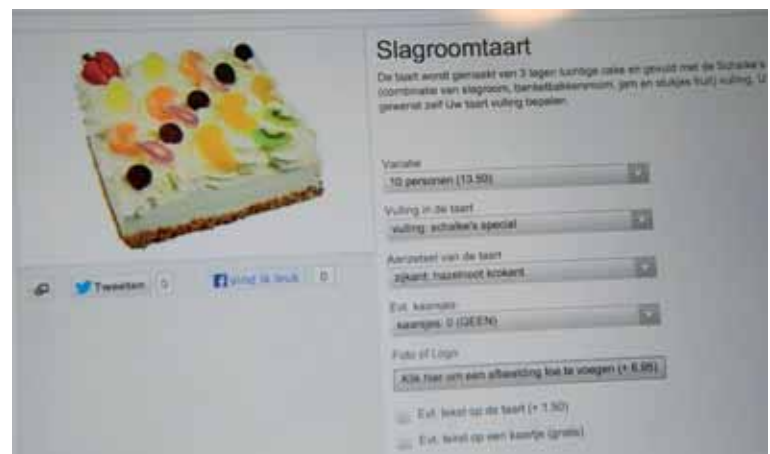 Slagroomtaart
De taart wordt gemaakt van 3 lagen luchtige cake en gevuld met de Schalke's
(combinatie van slagroom, banketbakkersroom, jam en stukjes fruit) vulling. U
gewenst zelf Uw taart vulling bepalen.
Variatie
10 personen (13.50)
Vulling in de taart
vulling: schalke's special
Aanzetsel van de taart
zijkant: hazelnoot krokant
Evt. kaarsjes
kaarsjes: 0 (GEEN)
Foto of Logo
Klik hier om een afbeelding toe te voegen (+ 6.95)
Evt. tekst op de taart (+ 1.50)
Evt. tekst op een kaartje (gratis)
Tweeten 0
Vind ik leuk 0